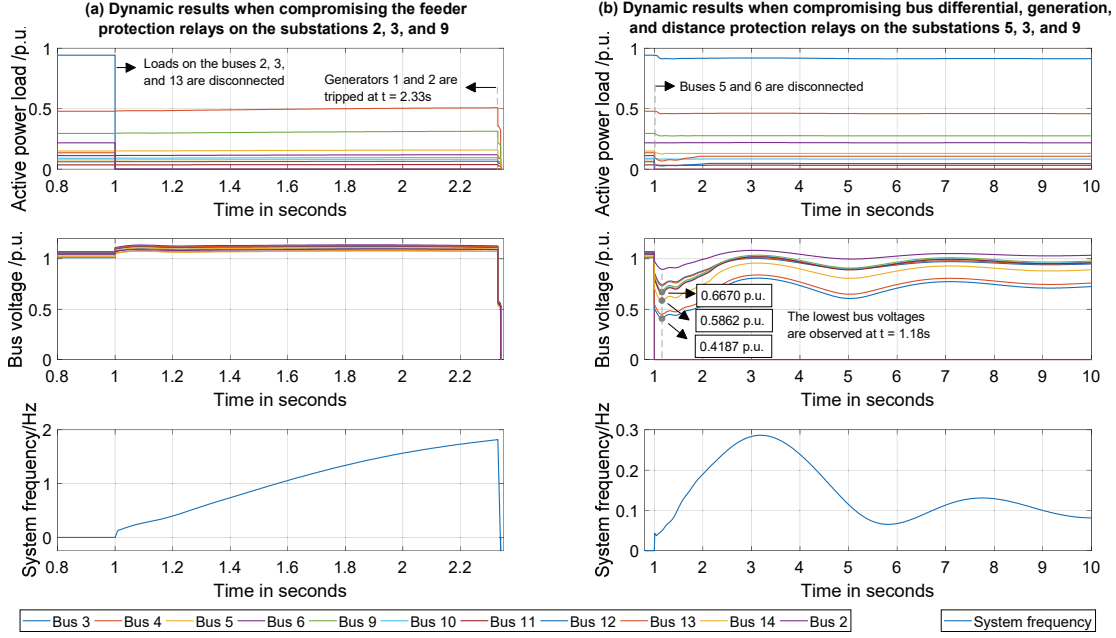 (a) Dynamic results when compromising the feeder
protection relays on the substations 2, 3, and 9
Active power load /p.u.
1
0.5
0
Loads on the buses 2, 3,
and 13 are disconnected
Generators 1 and 2 are
tripped at t = 2.33s
0.8 1 1.2 1.4 1.6 1.8 2 2.2
Time in seconds
Bus voltage/p.u.
1
0.5
0
0.8 1 1.2 1.4 1.6 1.8 2 2.2
Time in seconds
System frequency/Hz
2
1
0
0.8 1 1.2 1.4 1.6 1.8 2 2.2
Time in seconds
(b) Dynamic results when compromising bus differential, generation,
and distance protection relays on the substations 5, 3, and 9
Active power load /p.u.
1
0.5
0
Buses 5 and 6 are disconnected
1 2 3 4 5 6 7 8 9 10
Time in seconds
Bus voltage /p.u.
1
0.5
0
0.6670 p.u.
0.5862 p.u.
0.4187 p.u.
The lowest bus voltages
are observed at t = 1.18s
1 2 3 4 5 6 7 8 9 10
Time in seconds
System frequency/Hz
0.3
0.2
0.1
0
1 2 3 4 5 6 7 8 9 10
Time in seconds
Bus 3 Bus 4 Bus 5 Bus 6 Bus 9 Bus 10 Bus 11 Bus 12 Bus 13 Bus 14 Bus 2
System frequency